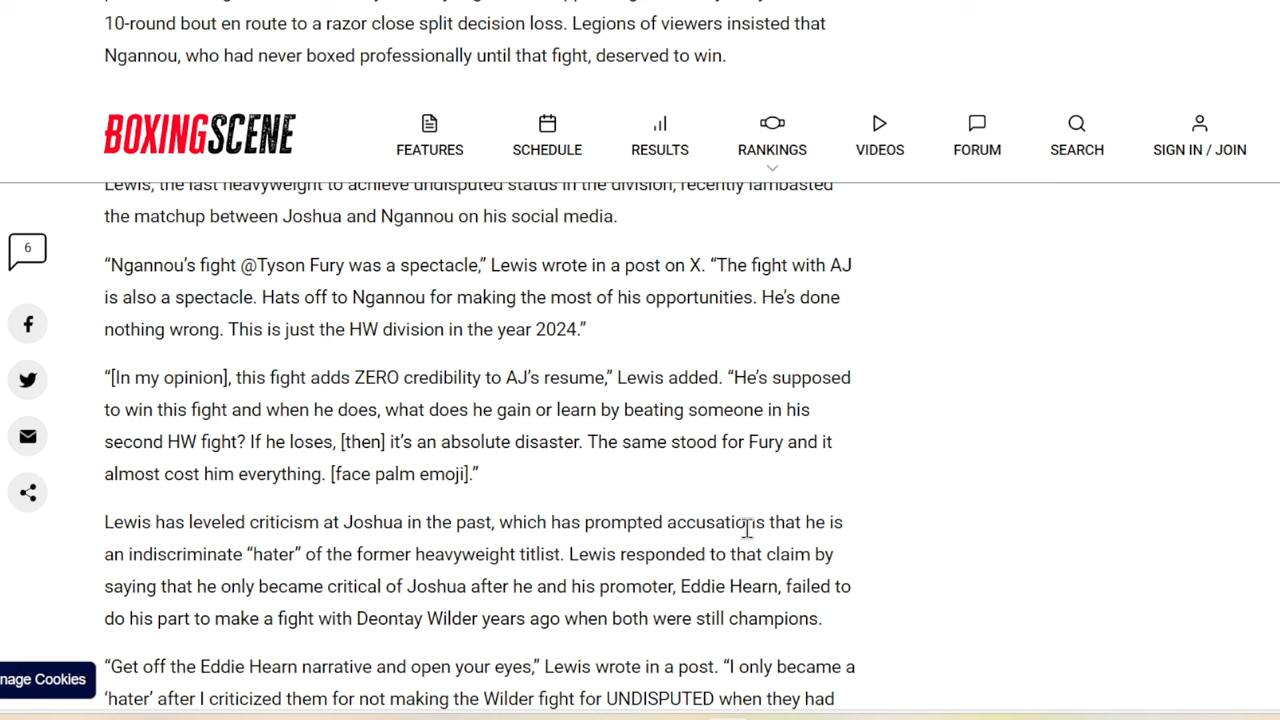 10-round bout en route to a razor close split decision loss. Legions of viewers insisted that
Ngannou, who had never boxed professionally until that fight, deserved to win.
BOXINGSCENE
FEATURES
SCHEDULE
RESULTS
RANKINGS
VIDEOS
FORUM
SEARCH
SIGN IN / JOIN
Lewis, the last heavyweight to achieve undisputed status in the division, recently lambasted
the matchup between Joshua and Ngannou on his social media.
6
“Ngannou’s fight @Tyson Fury was a spectacle,” Lewis wrote in a post on X. “The fight with AJ
is also a spectacle. Hats off to Ngannou for making the most of his opportunities. He’s done
nothing wrong. This is just the HW division in the year 2024.”
“[In my opinion], this fight adds ZERO credibility to AJ’s resume,” Lewis added. “He’s supposed
to win this fight and when he does, what does he gain or learn by beating someone in his
second HW fight? If he loses, [then] it’s an absolute disaster. The same stood for Fury and it
almost cost him everything. [face palm emoji].”
Lewis has leveled criticism at Joshua in the past, which has prompted accusations that he is
an indiscriminate “hater” of the former heavyweight titlist. Lewis responded to that claim by
saying that he only became critical of Joshua after he and his promoter, Eddie Hearn, failed to
do his part to make a fight with Deontay Wilder years ago when both were still champions.
“Get off the Eddie Hearn narrative and open your eyes,” Lewis wrote in a post. “I only became a
nage Cookies
‘hater’ after I criticized them for not making the Wilder fight for UNDISPUTED when they had